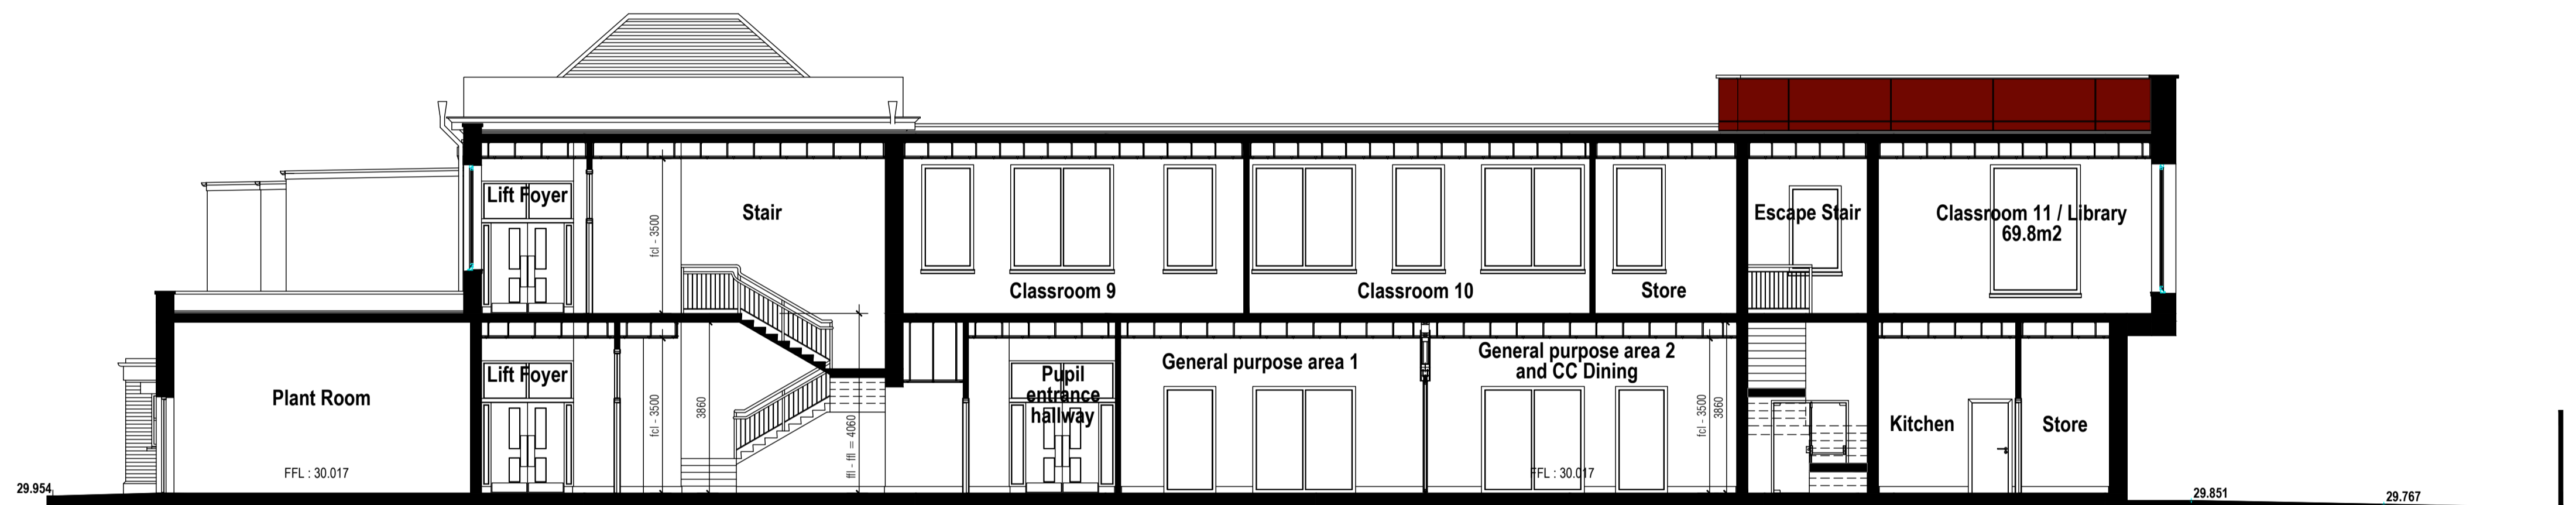 Lift Foyer
Stair
fcl - 3500
Classroom 9
Classroom 10
Store
Escape Stair
Classroom 11 / Library
69.8m2
Plant Room
FFL : 30.017
Lift Foyer
fcl - 3500
3860
ffl - ffl = 4060
Pupil
entrance
hallway
General purpose area 1
General purpose area 2
and CC Dining
FFL : 30.017
fcl - 3500
3860
Kitchen
Store
29.954
29.851
29.767